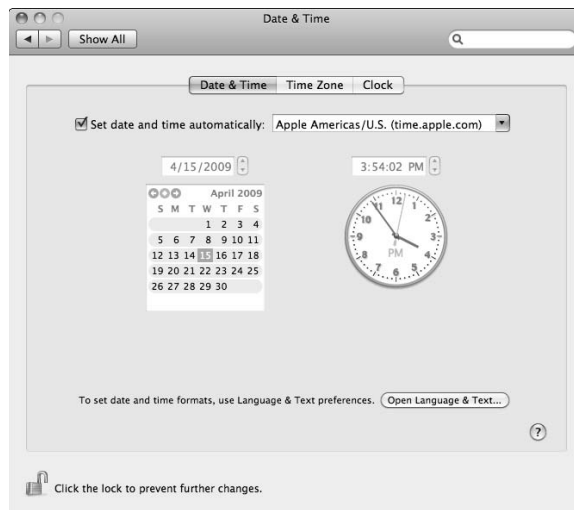 Date & Time
Show All
Date & Time Time Zone Clock
Set date and time automatically: Apple Americas/U.S. (time.apple.com)
4/15/2009 3:54:02 PM
April 2009
S M T W T F S
1 2 3 4
5 6 7 8 9 10 11
12 13 14 15 16 17 18
19 20 21 22 23 24 25
26 27 28 29 30
12
11 1
10 2
9 3
PM
8 4
7 5
6
To set date and time formats, use Language & Text preferences. Open Language & Text...
?
Click the lock to prevent further changes.